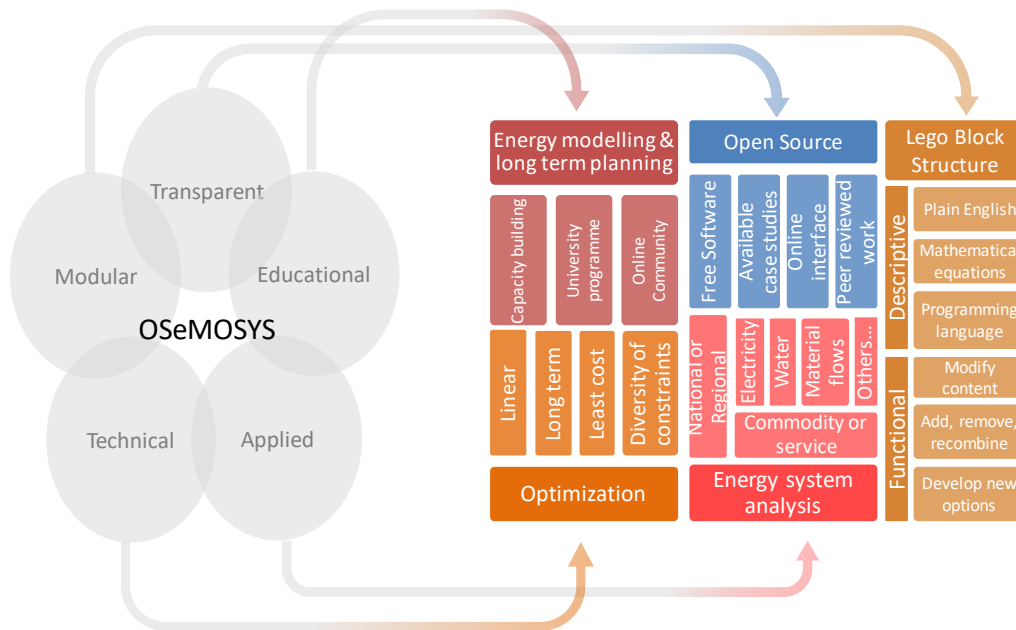 Transparent
Modular
Educational
OSeMOSYS
Technical
Applied
Energy modelling &
long term planning
Capacity building
University
programme
Online
Community
Linear
Long term
Least cost
Diversity of
constraints
Optimization
Open Source
Free Software
Available
case studies
Online
interface
Peer reviewed
work
National or
Regional
Electricity
Water
Material
flows
Others...
Commodity or
service
Energy system
analysis
Lego Block
Structure
Descriptive
Plain English
Mathematical
equations
Programming
language
Functional
Modify
content
Add, remove,
recombine
Develop new
options